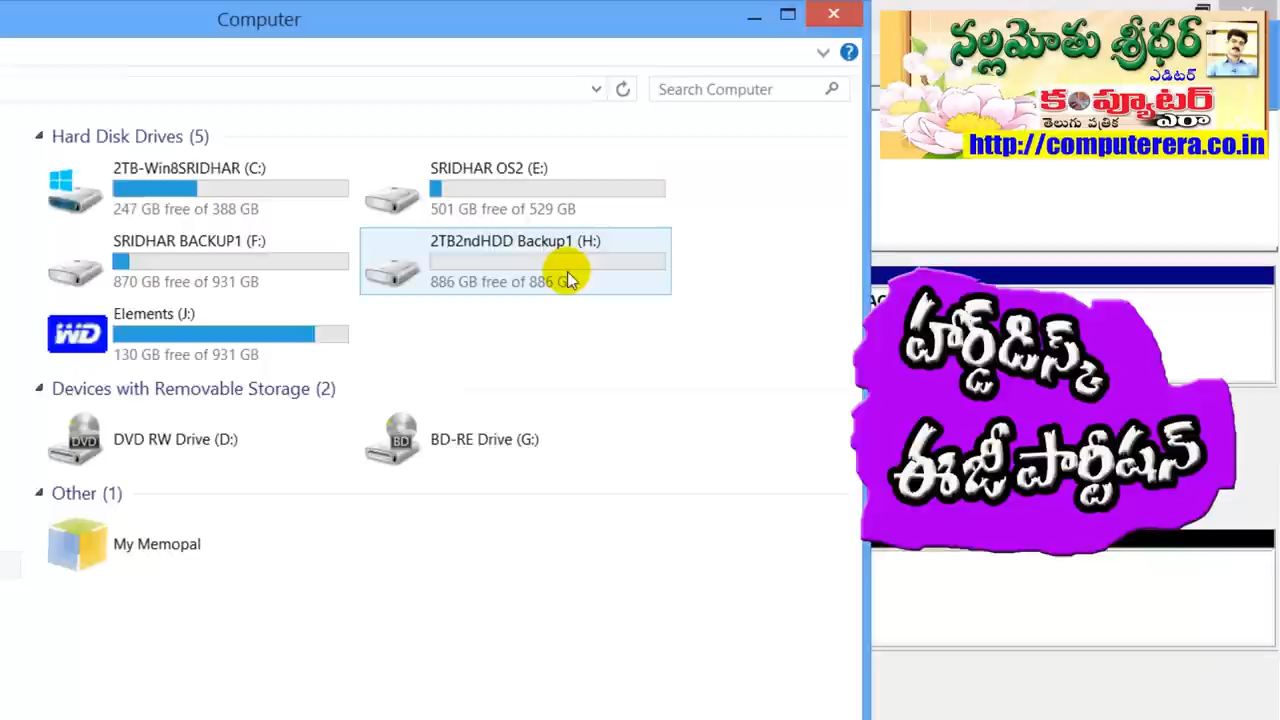 Computer
Search Computer
Hard Disk Drives (5)
2TB-Win8SRIDHAR (C:)
247 GB free of 388 GB
SRIDHAR OS2 (E:)
501 GB free of 529 GB
SRIDHAR BACKUP1 (F:)
870 GB free of 931 GB
2TB2ndHDD Backup1 (H:)
886 GB free of 886
Elements (J:)
WD
130 GB free of 931 GB
Devices with Removable Storage (2)
DVD
DVD RW Drive (D:)
BD
BD-RE Drive (G:)
Other (1)
My Memopal
నల్లమోతు శ్రీధర్
ఎడిటర్
కంప్యూటర్
తెలుగు పత్రిక
ఎరా
http://computerera.co.in
హార్డ్‌డిస్క్
ఈజీ పార్టీషన్